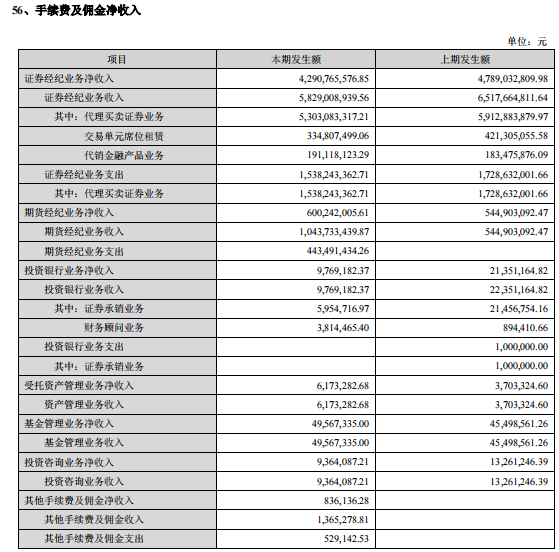 56、手续费及佣金净收入
单位：元
项目 本期发生额 上期发生额
证券经纪业务净收入 4,290,765,576.85 4,789,032,809.98
证券经纪业务收入 5,829,008,939.56 6,517,664,811.64
其中：代理买卖证券业务 5,303,083,317.21 5,912,883,879.97
交易单元席位租赁 334,807,499.06 421,305,055.58
代销金融产品业务 191,118,123.29 183,475,876.09
证券经纪业务支出 1,538,243,362.71 1,728,632,001.66
其中：代理买卖证券业务 1,538,243,362.71 1,728,632,001.66
期货经纪业务净收入 600,242,005.61 544,903,092.47
期货经纪业务收入 1,043,733,439.87 544,903,092.47
期货经纪业务支出 443,491,434.26
投资银行业务净收入 9,769,182.37 21,351,164.82
投资银行业务收入 9,769,182.37 22,351,164.82
其中：证券承销业务 5,954,716.97 21,456,754.16
财务顾问业务 3,814,465.40 894,410.66
投资银行业务支出 1,000,000.00
其中：证券承销业务 1,000,000.00
受托资产管理业务净收入 6,173,282.68 3,703,324.60
资产管理业务收入 6,173,282.68 3,703,324.60
基金管理业务净收入 49,567,335.00 45,498,561.26
基金管理业务收入 49,567,335.00 45,498,561.26
投资咨询业务净收入 9,364,087.21 13,261,246.39
投资咨询业务收入 9,364,087.21 13,261,246.39
其他手续费及佣金净收入 836,136.28
其他手续费及佣金收入 1,365,278.81
其他手续费及佣金支出 529,142.53